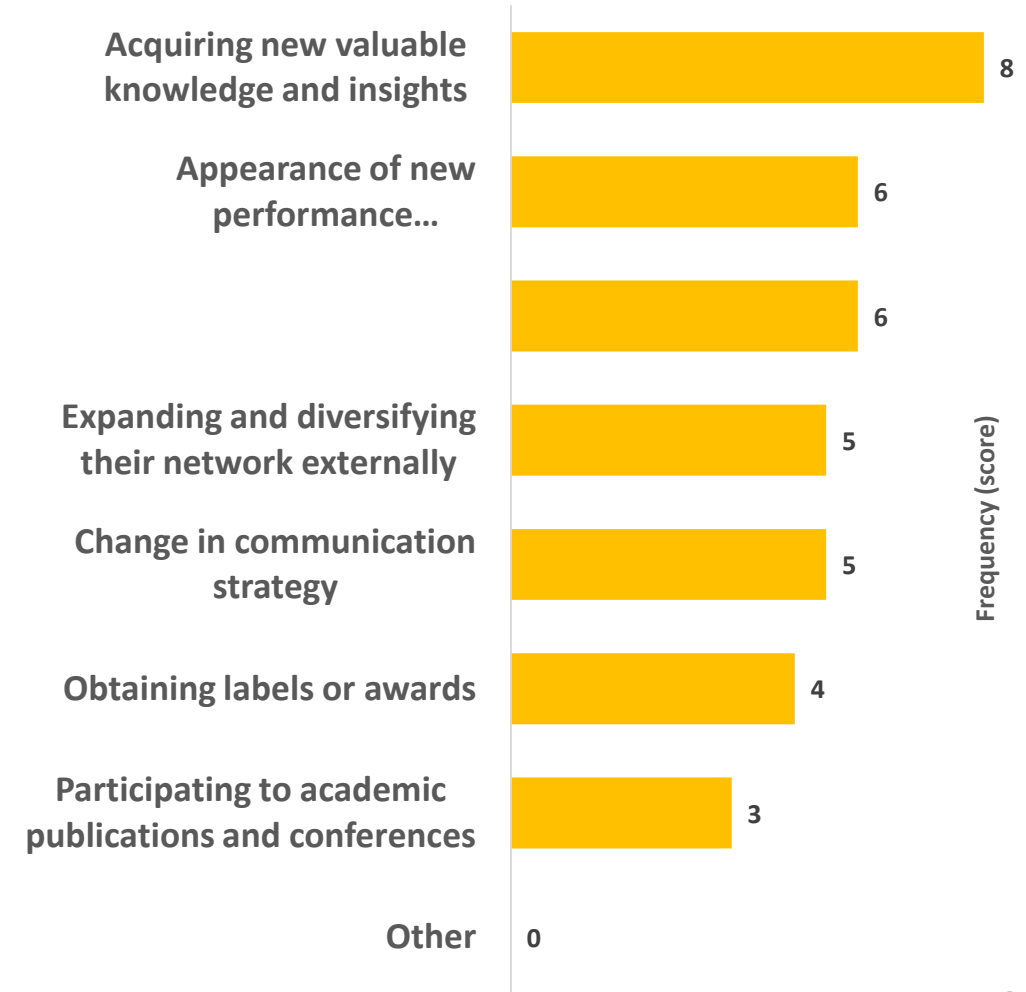 Acquiring new valuable
knowledge and insights
8
Appearance of new
performance…
6
6
Expanding and diversifying
their network externally
5
Change in communication
strategy
5
Obtaining labels or awards
4
Participating to academic
publications and conferences
3
Other
0
Frequency (score)